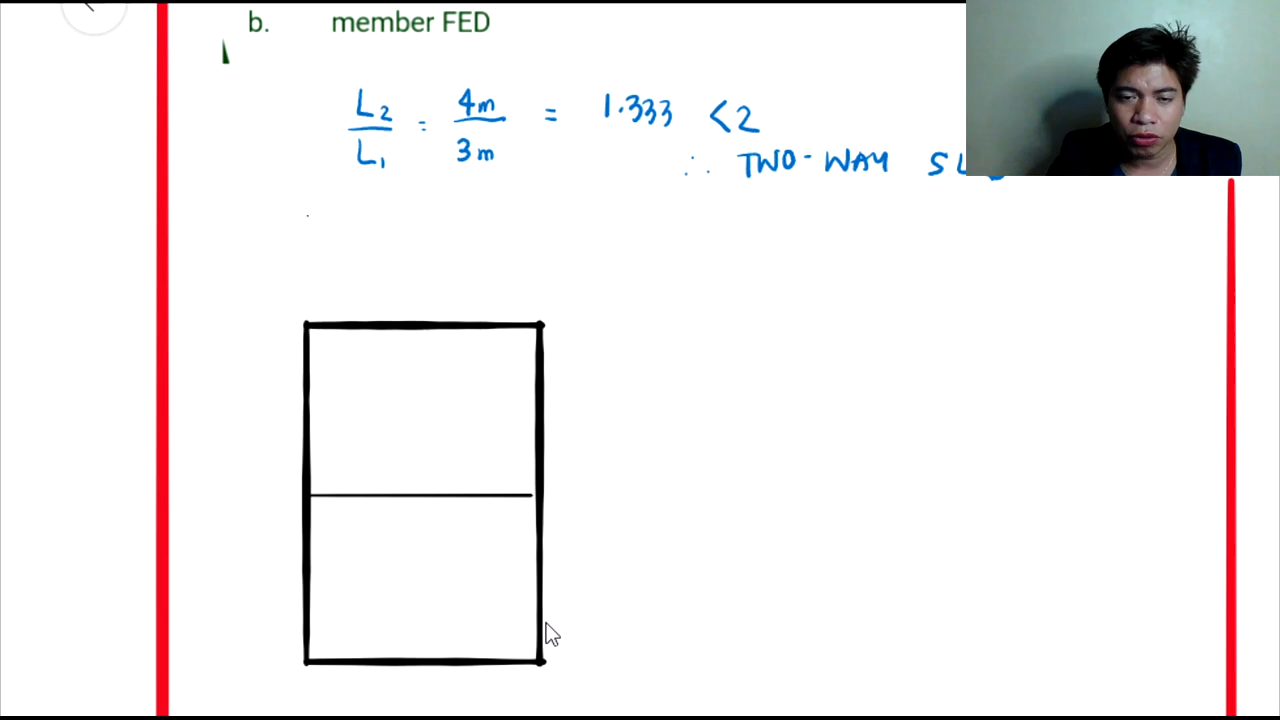 b. member FED
L2 / L1 = 4m / 3m = 1.333 < 2
∴ TWO-WAY